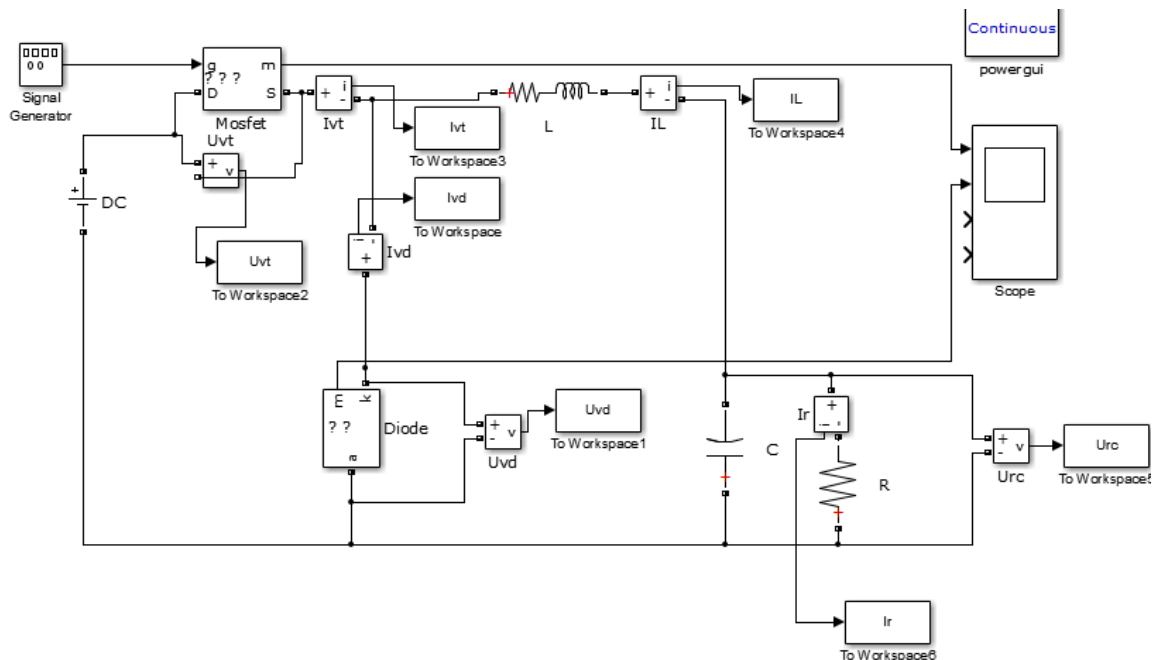 Continuous
powergui
Signal
Generator
g
m
? ? ?
D
S
Mosfet
+
i
-
Ivt
L
+
i
-
IL
IL
To Workspace4
Ivt
To Workspace3
Uvt
+
-
v
+
DC
Ivd
To Workspace
i
-
+
Ivd
Uvt
To Workspace2
Scope
m
k
? ?
a
Diode
+
-
v
Uvd
Uvd
To Workspace1
C
+
Ir
+
i
-
R
+
+
-
v
Urc
Urc
To Workspace5
Ir
To Workspace6